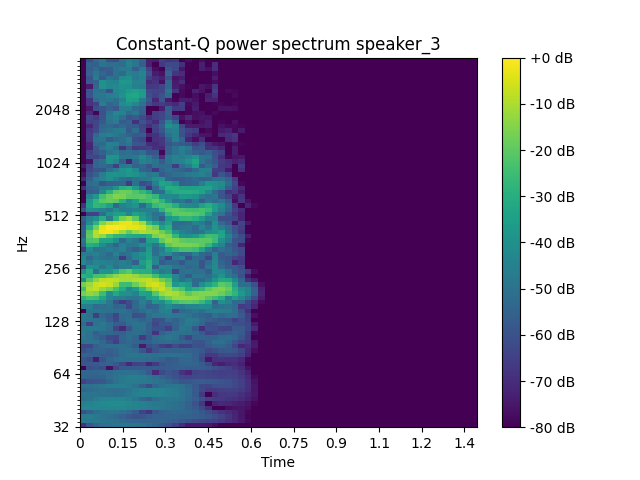 Constant-Q power spectrum speaker_3
+0 dB
-10 dB
-20 dB
-30 dB
-40 dB
-50 dB
-60 dB
-70 dB
-80 dB
2048
1024
512
256
128
64
32
Hz
0 0.15 0.3 0.45 0.6 0.75 0.9 1.1 1.2 1.4
Time